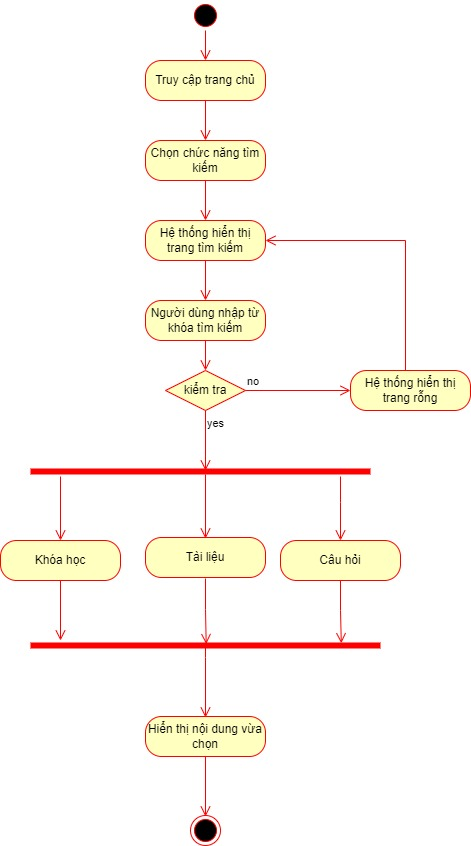 Truy cập trang chủ
Chọn chức năng tìm
kiếm
Hệ thống hiển thị
trang tìm kiếm
Người dùng nhập từ
khóa tìm kiếm
kiểm tra
no
Hệ thống hiển thị
trang rỗng
yes
Khóa học
Tài liệu
Câu hỏi
Hiển thị nội dung vừa
chọn